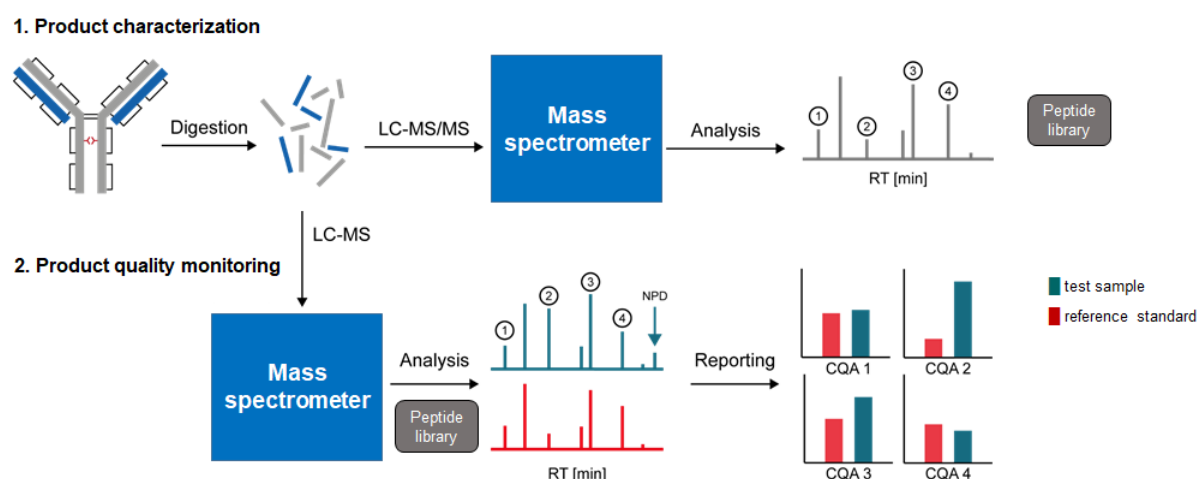 1. Product characterization
Digestion
LC-MS/MS
Mass
spectrometer
Analysis
1
2
3
4
RT [min]
Peptide
library
LC-MS
2. Product quality monitoring
Mass
spectrometer
Analysis
Peptide
library
1
2
3
4
NPD
RT [min]
Reporting
CQA 1
CQA 2
CQA 3
CQA 4
test sample
reference standard